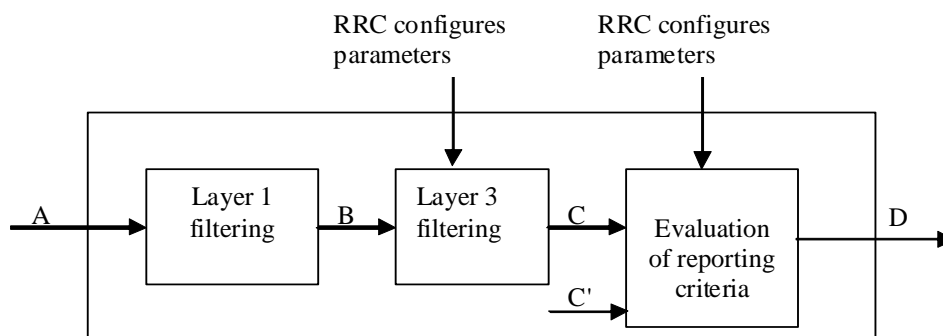 RRC configures
parameters
RRC configures
parameters
Layer 1
filtering
Layer 3
filtering
A
B
C
C'
Evaluation
of reporting
criteria
D